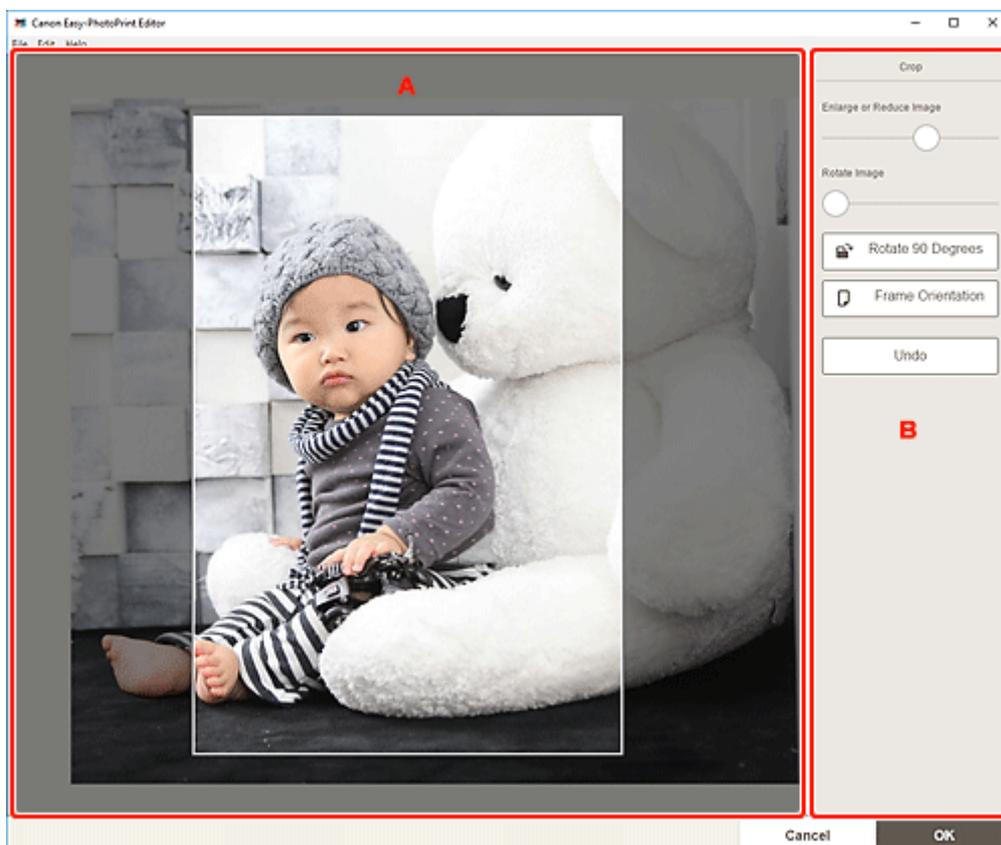 Canon Easy-PhotoPrint Editor
File Edit Help
A
Crop
Enlarge or Reduce Image
Rotate Image
Rotate 90 Degrees
Frame Orientation
Undo
B
Cancel OK